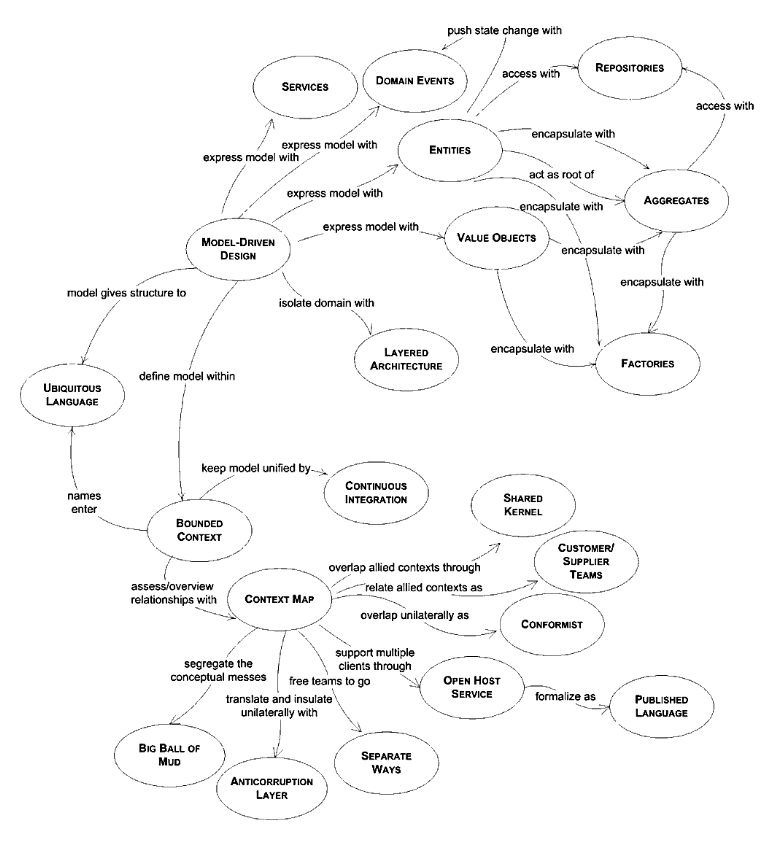 push state change with
DOMAIN EVENTS
REPOSITORIES
SERVICES
access with
access with
express model with
express model with
ENTITIES
encapsulate with
act as root of
express model with
AGGREGATES
encapsulate with
express model with
VALUE OBJECTS
MODEL-DRIVEN
DESIGN
encapsulate with
encapsulate with
model gives structure to
isolate domain with
encapsulate with
LAYERED
ARCHITECTURE
FACTORIES
define model within
UBIQUITOUS
LANGUAGE
keep model unified by
CONTINUOUS
INTEGRATION
names
enter
BOUNDED
CONTEXT
SHARED
KERNEL
overlap allied contexts through
CUSTOMER/
SUPPLIER
TEAMS
assess/overview
relationships with
CONTEXT MAP
relate allied contexts as
overlap unilaterally as
CONFORMIST
support multiple
clients through
segregate the
conceptual messes
free teams to go
OPEN HOST
SERVICE
formalize as
PUBLISHED
LANGUAGE
translate and insulate
unilaterally with
BIG BALL OF
MUD
SEPARATE
WAYS
ANTICORRUPTION
LAYER